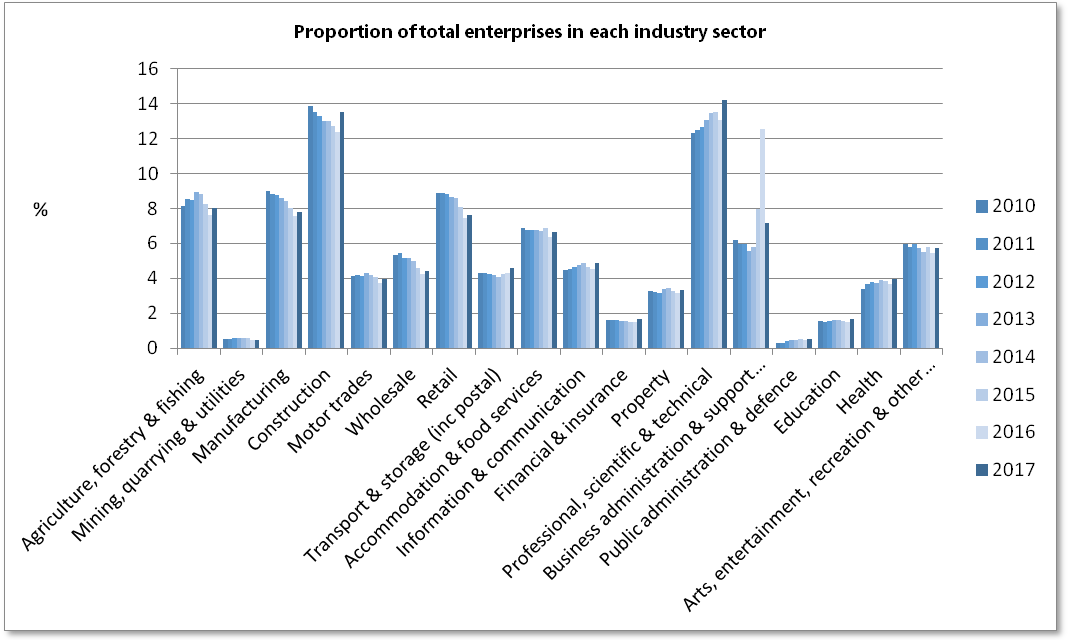 Proportion of total enterprises in each industry sector
16
14
12
10
8
6
4
2
0
%
Agriculture, forestry & fishing
Mining, quarrying & utilities
Manufacturing
Construction
Motor trades
Wholesale
Retail
Transport & storage (inc postal)
Accommodation & food services
Information & communication
Financial & insurance
Property
Professional, scientific & technical
Business administration & support...
Public administration & defence
Education
Health
Arts, entertainment, recreation & other...
2010
2011
2012
2013
2014
2015
2016
2017